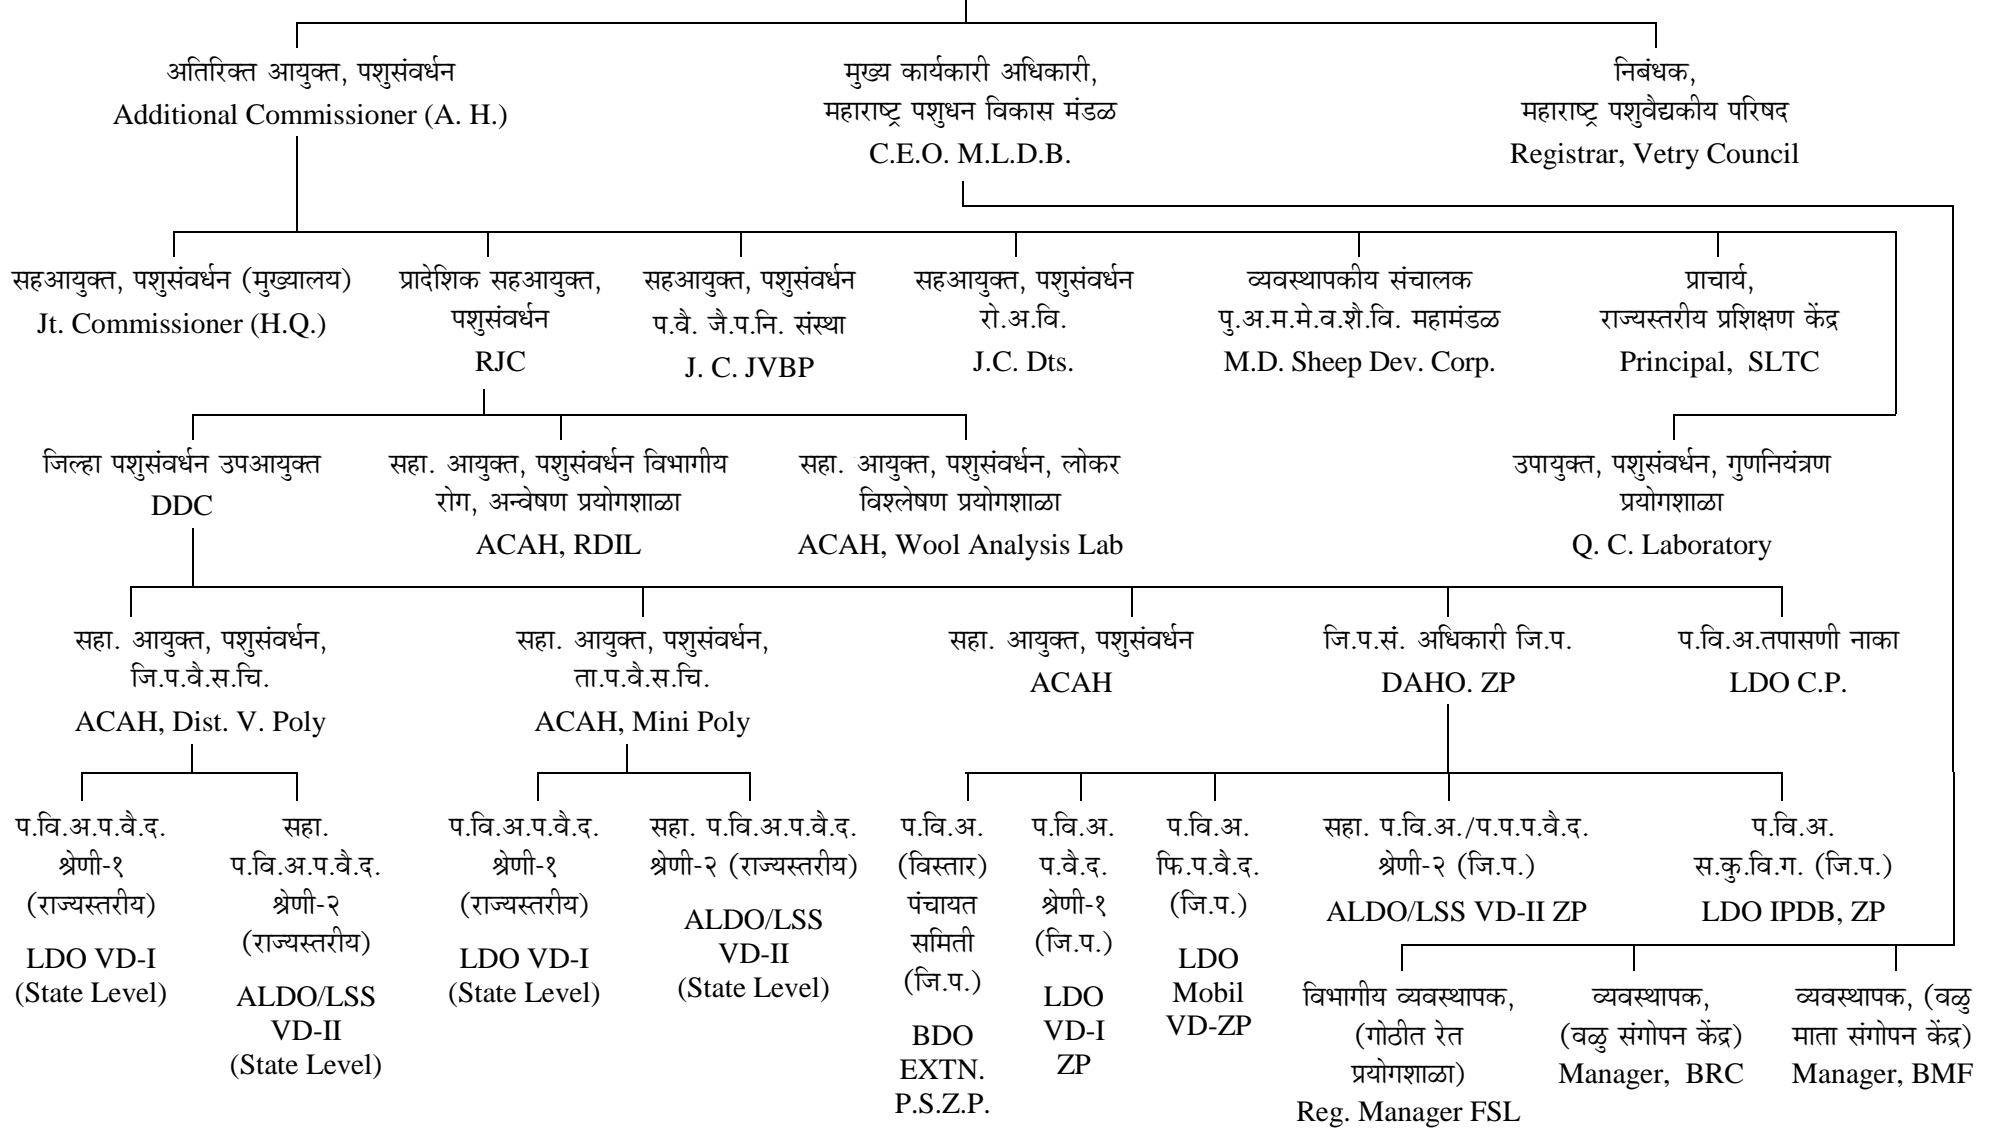 अतिरिक्त आयुक्त, पशुसंवर्धन
Additional Commissioner (A. H.)
मुख्य कार्यकारी अधिकारी,
महाराष्ट्र पशुधन विकास मंडळ
C.E.O. M.L.D.B.
निबंधक,
महाराष्ट्र पशुवैद्यकीय परिषद
Registrar, Vetry Council
सहआयुक्त, पशुसंवर्धन (मुख्यालय)
Jt. Commissioner (H.Q.)
प्रादेशिक सहआयुक्त,
पशुसंवर्धन
RJC
सहआयुक्त, पशुसंवर्धन
प.वै. जै.प.नि. संस्था
J. C. JVBP
सहआयुक्त, पशुसंवर्धन
रो.अ.वि.
J.C. Dts.
व्यवस्थापकीय संचालक
पु.अ.म.मे.व.शै.वि. महामंडळ
M.D. Sheep Dev. Corp.
प्राचार्य,
राज्यस्तरीय प्रशिक्षण केंद्र
Principal, SLTC
जिल्हा पशुसंवर्धन उपआयुक्त
DDC
सहा. आयुक्त, पशुसंवर्धन विभागीय
रोग, अन्वेषण प्रयोगशाळा
ACAH, RDIL
सहा. आयुक्त, पशुसंवर्धन, लोकर
विश्लेषण प्रयोगशाळा
ACAH, Wool Analysis Lab
उपायुक्त, पशुसंवर्धन, गुणनियंत्रण
प्रयोगशाळा
Q. C. Laboratory
सहा. आयुक्त, पशुसंवर्धन,
जि.प.वै.स.चि.
ACAH, Dist. V. Poly
सहा. आयुक्त, पशुसंवर्धन,
ता.प.वै.स.चि.
ACAH, Mini Poly
सहा. आयुक्त, पशुसंवर्धन
ACAH
जि.प.सं. अधिकारी जि.प.
DAHO. ZP
प.वि.अ.तपासणी नाका
LDO C.P.
प.वि.अ.प.वै.द.
श्रेणी-१
(राज्यस्तरीय)
LDO VD-I
(State Level)
सहा.
प.वि.अ.प.वै.द.
श्रेणी-२
(राज्यस्तरीय)
ALDO/LSS
VD-II
(State Level)
प.वि.अ.प.वै.द.
श्रेणी-१
(राज्यस्तरीय)
LDO VD-I
(State Level)
सहा. प.वि.अ.प.वै.द.
श्रेणी-२ (राज्यस्तरीय)
ALDO/LSS
VD-II
(State Level)
प.वि.अ.
(विस्तार)
पंचायत
समिती
(जि.प.)
BDO
EXTN.
P.S.Z.P.
प.वि.अ.
प.वै.द.
श्रेणी-१
(जि.प.)
LDO
VD-I
ZP
प.वि.अ.
फि.प.वै.द.
(जि.प.)
LDO
Mobil
VD-ZP
सहा. प.वि.अ./प.प.प.वै.द.
श्रेणी-२ (जि.प.)
ALDO/LSS VD-II ZP
प.वि.अ.
स.कु.वि.ग. (जि.प.)
LDO IPDB, ZP
विभागीय व्यवस्थापक,
(गोठीत रेत
प्रयोगशाळा)
Reg. Manager FSL
व्यवस्थापक,
(वळु संगोपन केंद्र)
Manager, BRC
व्यवस्थापक, (वळु
माता संगोपन केंद्र)
Manager, BMF